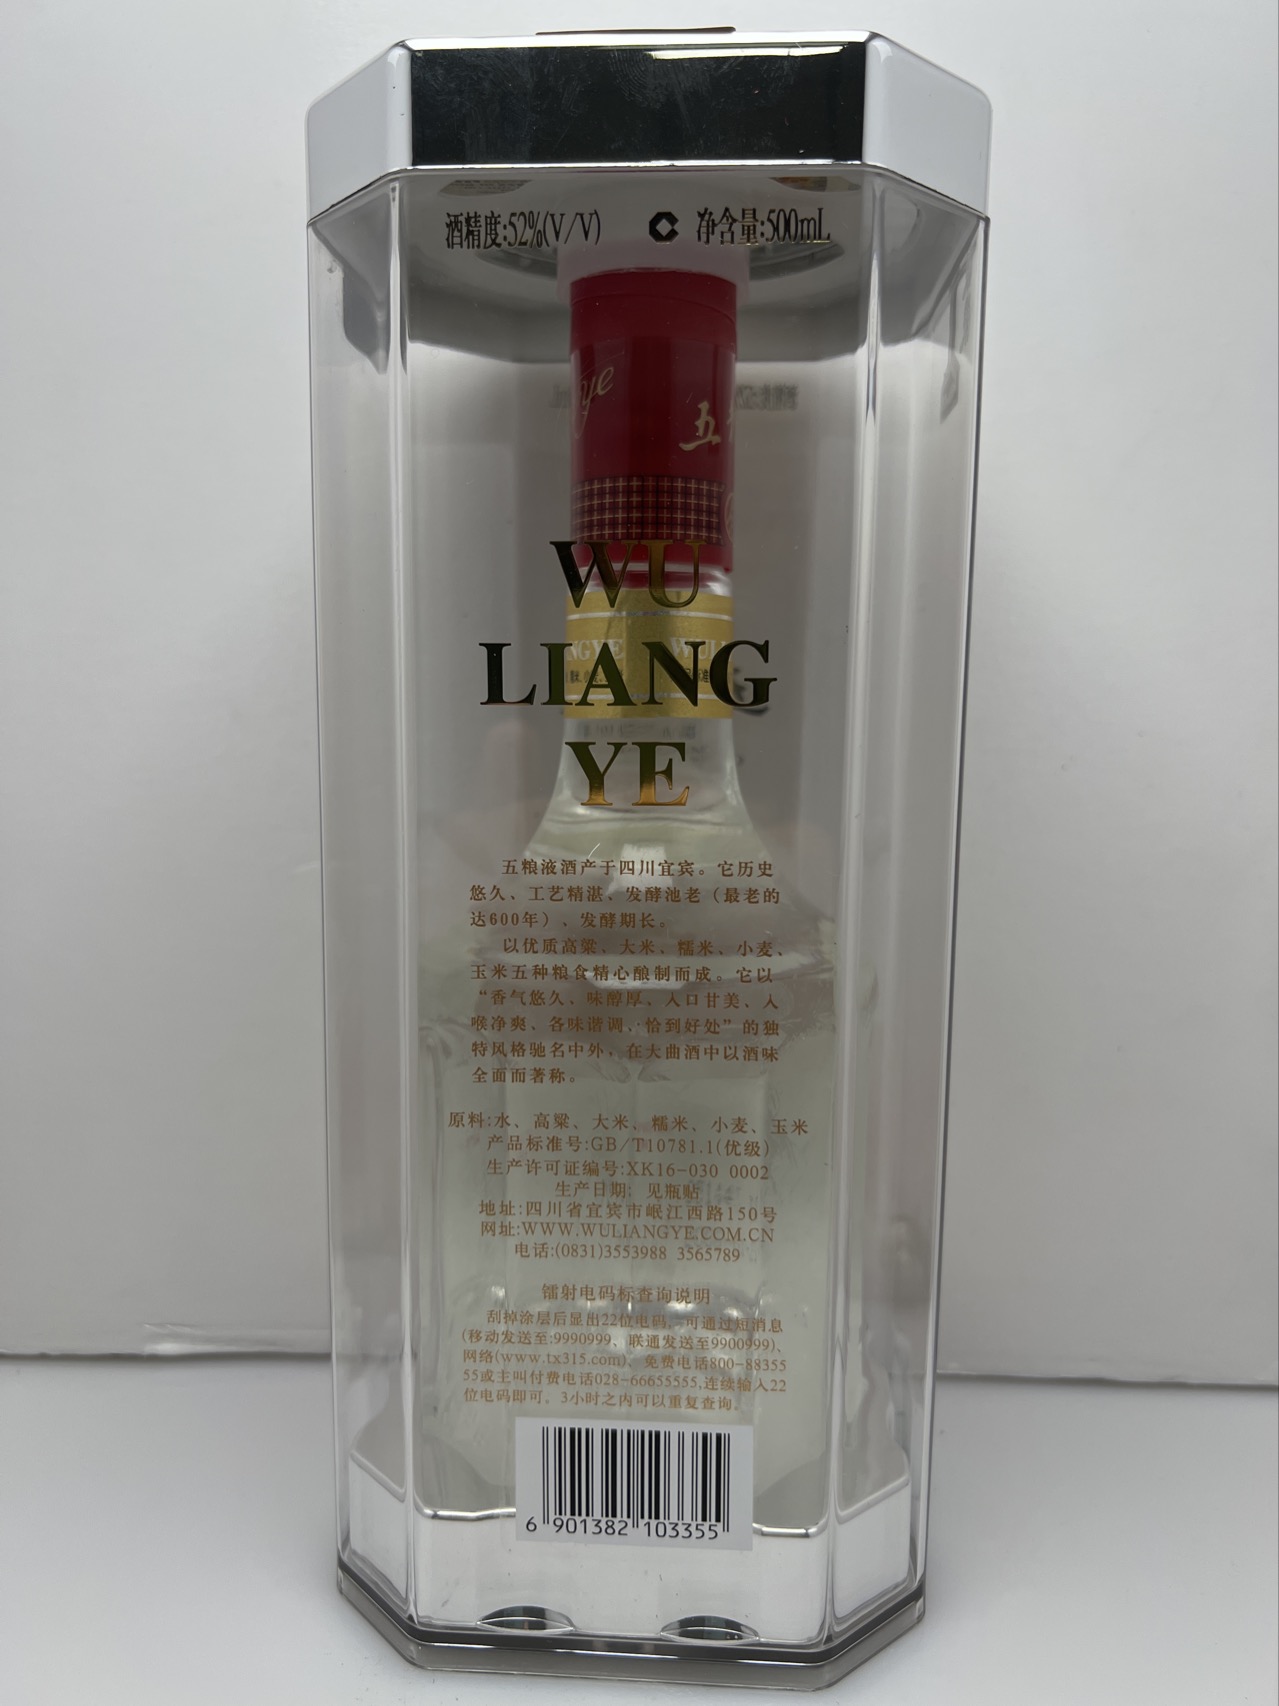 酒精度:52%(V/V) 净含量:500mL
ye 五
WU
LIANG
YE
五粮液酒产于四川宜宾。它历史
悠久、工艺精湛、发酵池老（最老的
达600年）、发酵期长。
以优质高粱、大米、糯米、小麦、
玉米五种粮食精心酿制而成。它以
“香气悠久、味醇厚、入口甘美、入
喉净爽、各味谐调、恰到好处”的独
特风格驰名中外，在大曲酒中以酒味
全面而著称。
原料:水、高粱、大米、糯米、小麦、玉米
产品标准号:GB/T10781.1(优级)
生产许可证编号:XK16-030 0002
生产日期: 见瓶贴
地址:四川省宜宾市岷江西路150号
网址:WWW.WULIANGYE.COM.CN
电话:(0831)3553988 3565789
镭射电码标查询说明
刮掉涂层后显出22位电码,可通过短消息
(移动发送至:9990999、联通发送至9900999)、
网络(www.tx315.com)、免费电话800-88355
55或主叫付费电话028-66655555,连续输入22
位电码即可。3小时之内可以重复查询。
6 901382 103355